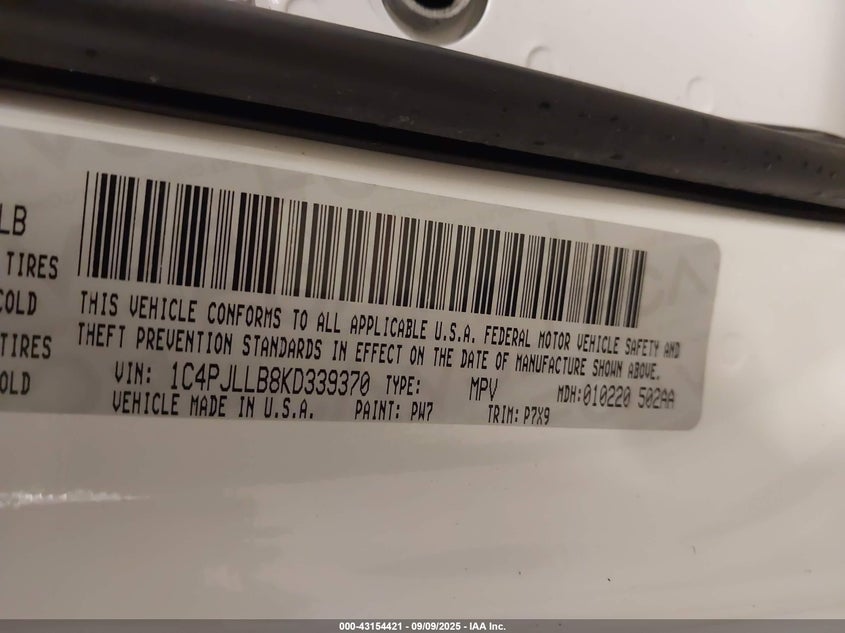 LB
TIRES
COLD
TIRES
OLD
THIS VEHICLE CONFORMS TO ALL APPLICABLE U.S.A. FEDERAL MOTOR VEHICLE SAFETY AND
THEFT PREVENTION STANDARDS IN EFFECT ON THE DATE OF MANUFACTURE SHOWN ABOVE.
VIN: 1C4PJLLB8KD339370 TYPE: MPV MDH:010220 502AA
VEHICLE MADE IN U.S.A. PAINT: PW7 TRIM: P7X9
000-43154421 - 09/09/2025 - IAA Inc.